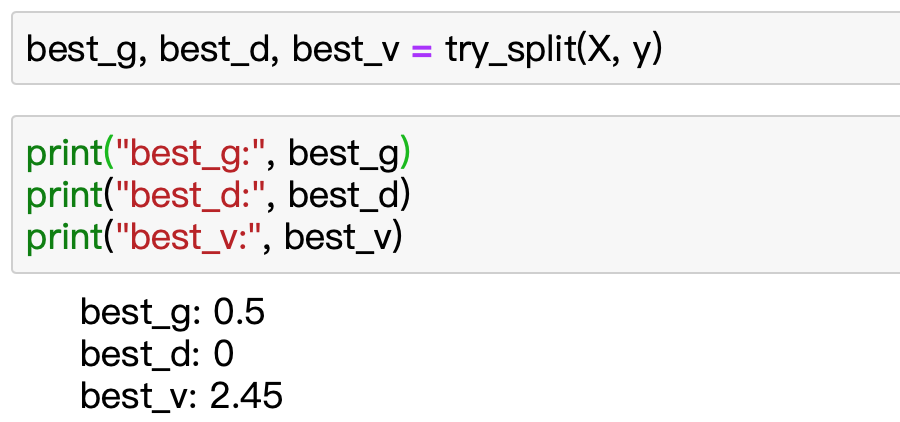 best_g, best_d, best_v = try_split(X, y)
print("best_g:", best_g)
print("best_d:", best_d)
print("best_v:", best_v)
best_g: 0.5
best_d: 0
best_v: 2.45